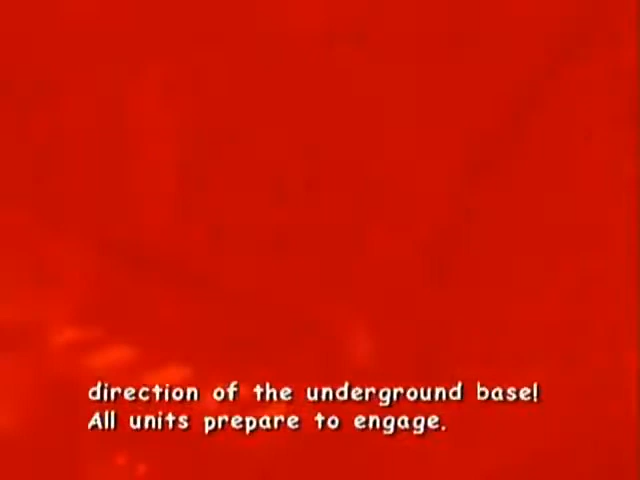 direction of the underground base!
All units prepare to engage.